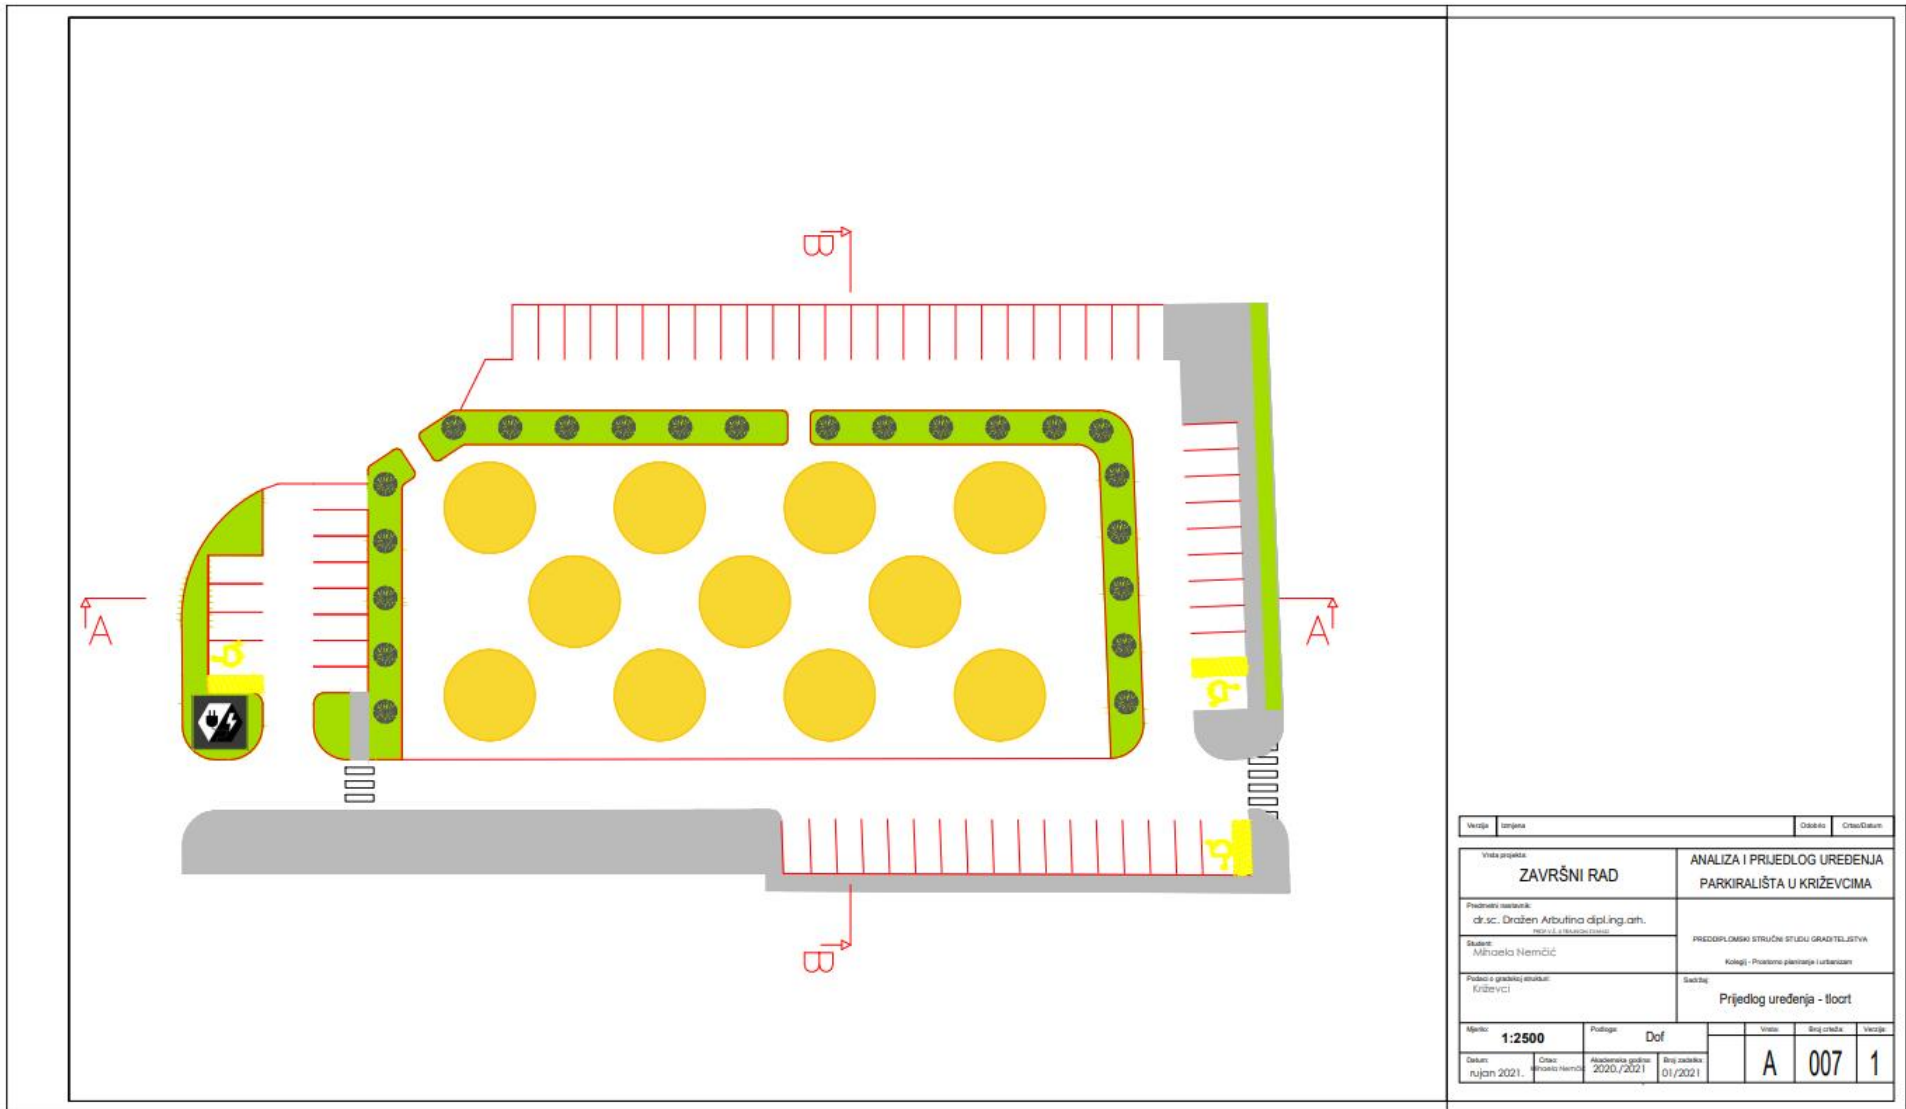 B
A
A
B
Verzija
Izmjena
Odobrio
Crtao/Datum
Vrsta projekta:
ZAVRŠNI RAD
ANALIZA I PRIJEDLOG UREĐENJA
PARKIRALIŠTA U KRIŽEVCIMA
Predmetni nastavnik:
dr.sc. Dražen Arbutina dipl.ing.arh.
Student:
Mihaela Nemčić
PREDDIPLOMSKI STRUČNI STUDIJ GRADITELJSTVA
Kolegij - Prostorno planiranje i urbanizam
Podaci o gradskoj strukturi:
Križevci
Sadržaj:
Prijedlog uređenja - tlocrt
Mjerilo:
1:2500
Podloga:
Dof
Vrsta:
A
Broj crteža:
007
Verzija:
1
Datum:
rujan 2021.
Crtao:
Mihaela Nemčić
Akademska godina:
2020./2021
Broj zadatka:
01/2021